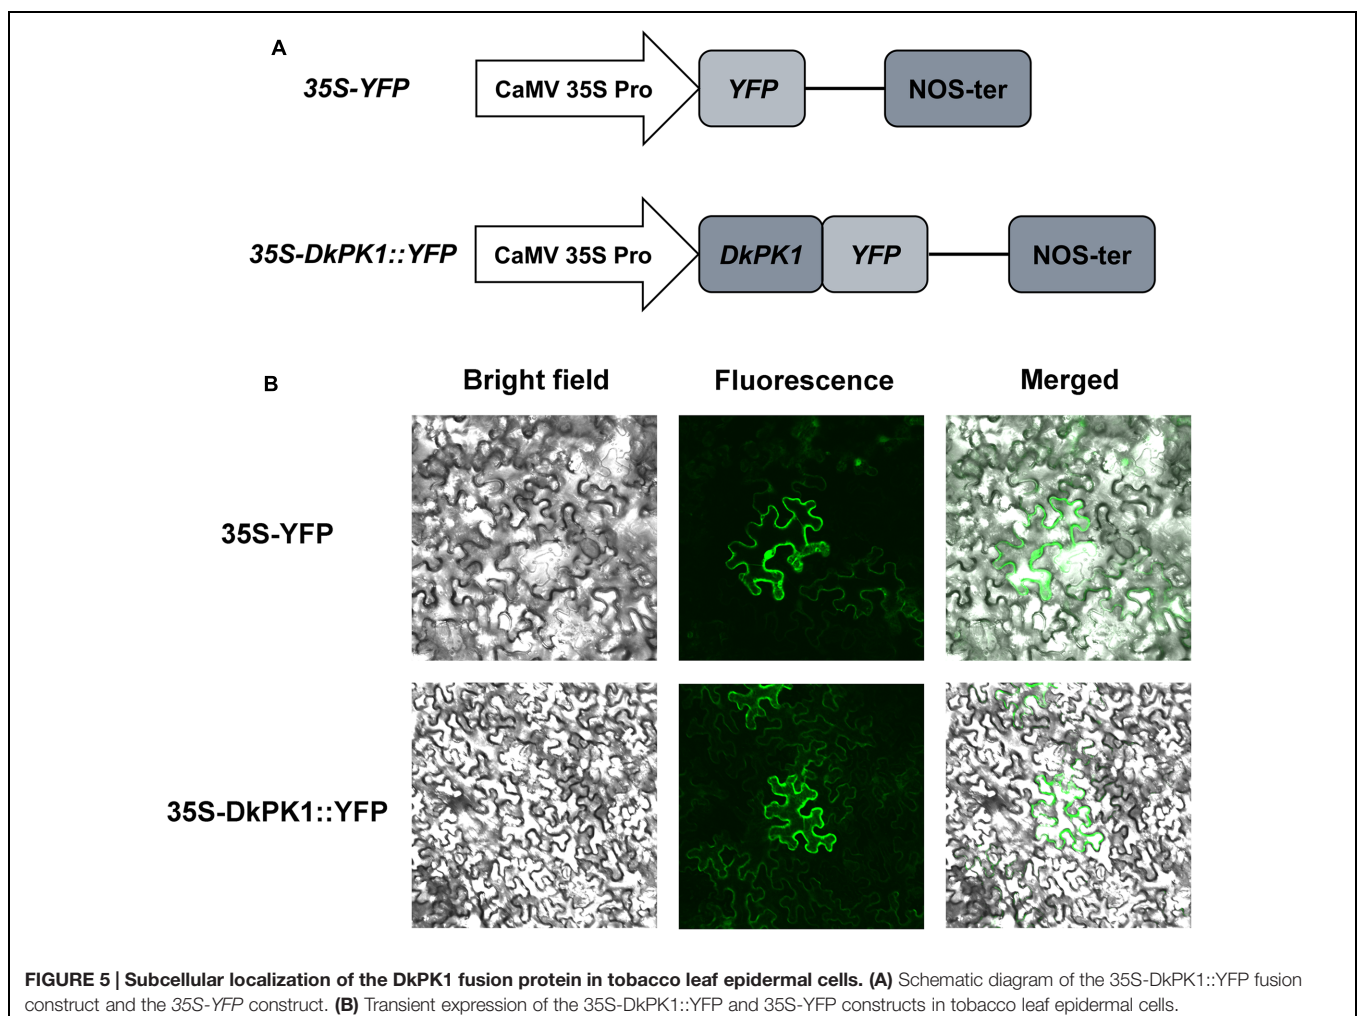 A
35S-YFP CaMV 35S Pro YFP NOS-ter
35S-DkPK1::YFP CaMV 35S Pro DkPK1 YFP NOS-ter
B Bright field Fluorescence Merged
35S-YFP
35S-DkPK1::YFP
FIGURE 5 | Subcellular localization of the DkPK1 fusion protein in tobacco leaf epidermal cells. (A) Schematic diagram of the 35S-DkPK1::YFP fusion
construct and the 35S-YFP construct. (B) Transient expression of the 35S-DkPK1::YFP and 35S-YFP constructs in tobacco leaf epidermal cells.